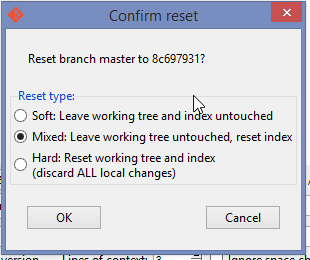 Confirm reset
Reset branch master to 8c697931?
Reset type:
Soft: Leave working tree and index untouched
Mixed: Leave working tree untouched, reset index
Hard: Reset working tree and index
(discard ALL local changes)
OK
Cancel
version Lines of context: 3 Ignore space